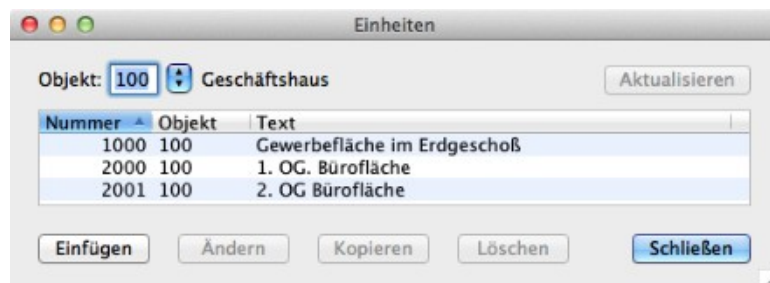 Einheiten
Objekt: 100 Geschäftshaus Aktualisieren
Nummer Objekt Text
1000 100 Gewerbefläche im Erdgeschoß
2000 100 1. OG. Bürofläche
2001 100 2. OG Bürofläche
Einfügen Ändern Kopieren Löschen Schließen